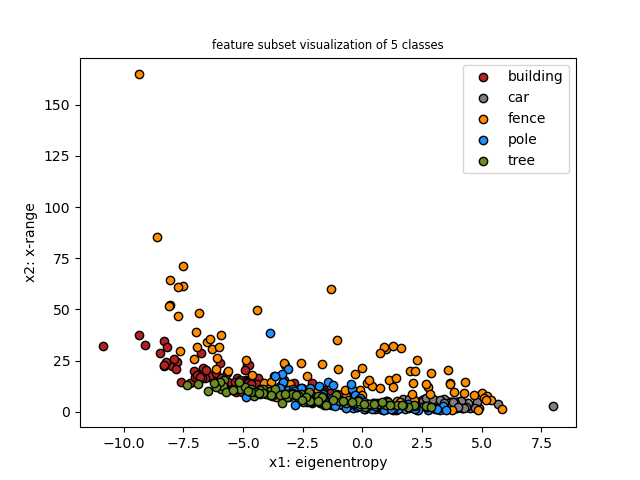 feature subset visualization of 5 classes
building
car
fence
pole
tree
x2: x-range
150
125
100
75
50
25
0
−10.0 −7.5 −5.0 −2.5 0.0 2.5 5.0 7.5
x1: eigenentropy